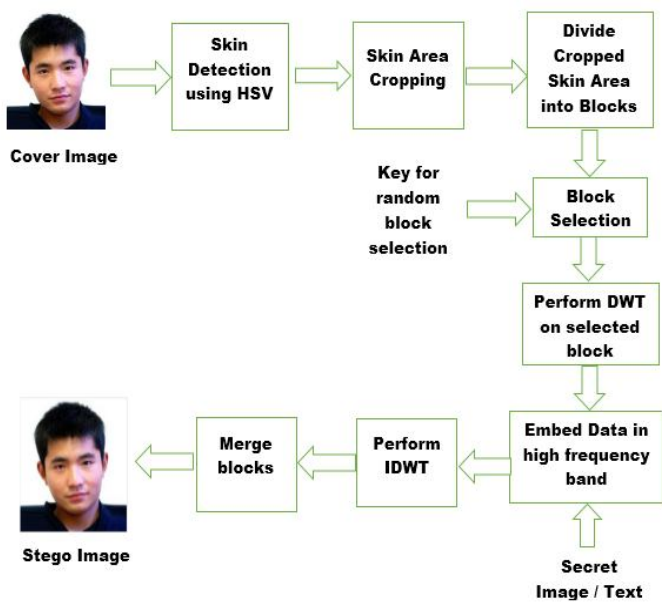 Cover Image
Skin
Detection
using HSV
Skin Area
Cropping
Divide
Cropped
Skin Area
into Blocks
Key for
random
block
selection
Block
Selection
Perform DWT
on selected
block
Embed Data in
high frequency
band
Secret
Image / Text
Perform
IDWT
Merge
blocks
Stego Image